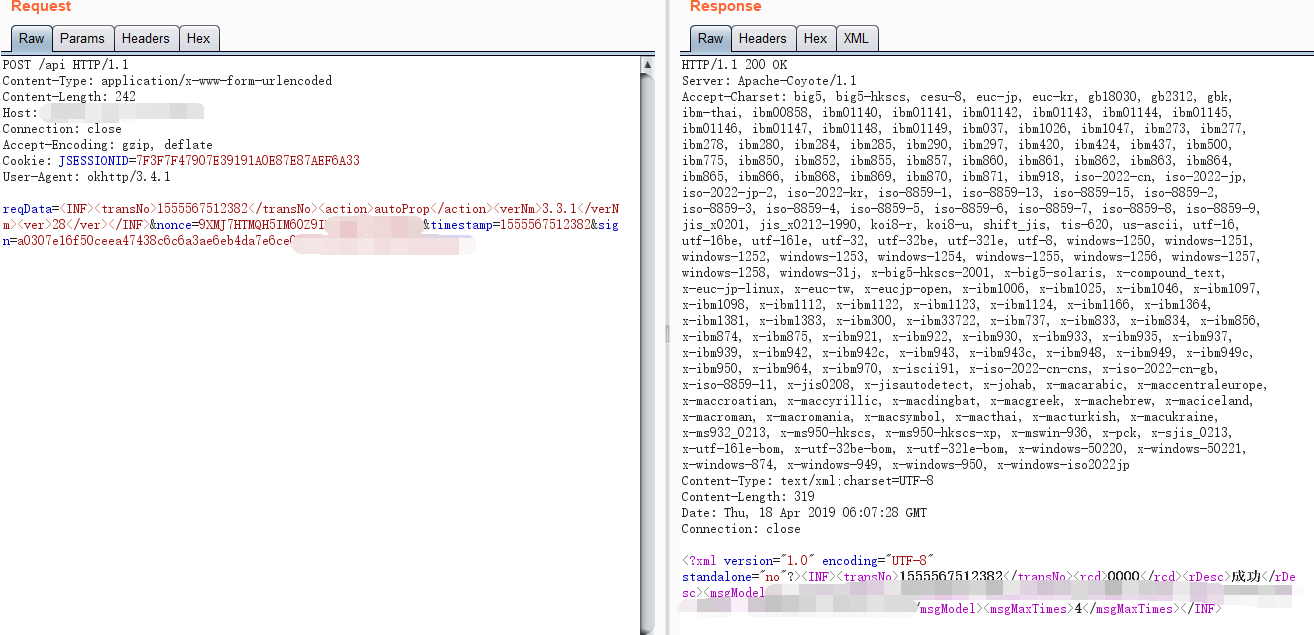 Request
Raw Params Headers Hex
POST /api HTTP/1.1
Content-Type: application/x-www-form-urlencoded
Content-Length: 242
Host:
Connection: close
Accept-Encoding: gzip, deflate
Cookie: JSESSIONID=7F3F7F47907E39191A0E87E87AEF6A33
User-Agent: okhttp/3.4.1
reqData=<INF><transNo>1555567512382</transNo><action>autoProp</action><verNm>3.3.1</verN
m><ver>28</ver></INF>&nonce=9XMJ7HTMQH5IM60Z9I &timestamp=1555567512382&sig
n=a0307e16f50ceea47438c6c6a3ae6eb4da7e6ce
Response
Raw Headers Hex XML
HTTP/1.1 200 OK
Server: Apache-Coyote/1.1
Accept-Charset: big5, big5-hkscs, cesu-8, euc-jp, euc-kr, gb18030, gb2312, gbk,
ibm-thai, ibm00858, ibm01140, ibm01141, ibm01142, ibm01143, ibm01144, ibm01145,
ibm01146, ibm01147, ibm01148, ibm01149, ibm037, ibm1026, ibm1047, ibm273, ibm277,
ibm278, ibm280, ibm284, ibm285, ibm290, ibm297, ibm420, ibm424, ibm437, ibm500,
ibm775, ibm850, ibm852, ibm855, ibm857, ibm860, ibm861, ibm862, ibm863, ibm864,
ibm865, ibm866, ibm868, ibm869, ibm870, ibm871, ibm918, iso-2022-cn, iso-2022-jp,
iso-2022-jp-2, iso-2022-kr, iso-8859-1, iso-8859-13, iso-8859-15, iso-8859-2,
iso-8859-3, iso-8859-4, iso-8859-5, iso-8859-6, iso-8859-7, iso-8859-8, iso-8859-9,
jis_x0201, jis_x0212-1990, koi8-r, koi8-u, shift_jis, tis-620, us-ascii, utf-16,
utf-16be, utf-16le, utf-32, utf-32be, utf-32le, utf-8, windows-1250, windows-1251,
windows-1252, windows-1253, windows-1254, windows-1255, windows-1256, windows-1257,
windows-1258, windows-31j, x-big5-hkscs-2001, x-big5-solaris, x-compound_text,
x-euc-jp-linux, x-euc-tw, x-eucjp-open, x-ibm1006, x-ibm1025, x-ibm1046, x-ibm1097,
x-ibm1098, x-ibm1112, x-ibm1122, x-ibm1123, x-ibm1124, x-ibm1166, x-ibm1364,
x-ibm1381, x-ibm1383, x-ibm300, x-ibm33722, x-ibm737, x-ibm833, x-ibm834, x-ibm856,
x-ibm874, x-ibm875, x-ibm921, x-ibm922, x-ibm930, x-ibm933, x-ibm935, x-ibm937,
x-ibm939, x-ibm942, x-ibm942c, x-ibm943, x-ibm943c, x-ibm948, x-ibm949, x-ibm949c,
x-ibm950, x-ibm964, x-ibm970, x-iscii91, x-iso-2022-cn-cns, x-iso-2022-cn-gb,
x-iso-8859-11, x-jis0208, x-jisautodetect, x-johab, x-macarabic, x-maccentraleurope,
x-maccroatian, x-maccyrillic, x-macdingbat, x-macgreek, x-machebrew, x-maciceland,
x-macroman, x-macromania, x-macsymbol, x-macthai, x-macturkish, x-macukraine,
x-ms932_0213, x-ms950-hkscs, x-ms950-hkscs-xp, x-mswin-936, x-pck, x-sjis_0213,
x-utf-16le-bom, x-utf-32be-bom, x-utf-32le-bom, x-windows-50220, x-windows-50221,
x-windows-874, x-windows-949, x-windows-950, x-windows-iso2022jp
Content-Type: text/xml;charset=UTF-8
Content-Length: 319
Date: Thu, 18 Apr 2019 06:07:28 GMT
Connection: close
<?xml version="1.0" encoding="UTF-8"
standalone="no"?><INF><transNo>1555567512382</transNo><rcd>0000</rcd><rDesc>成功</rDe
sc><msgModel
/msgModel><msgMaxTimes>4</msgMaxTimes></INF>